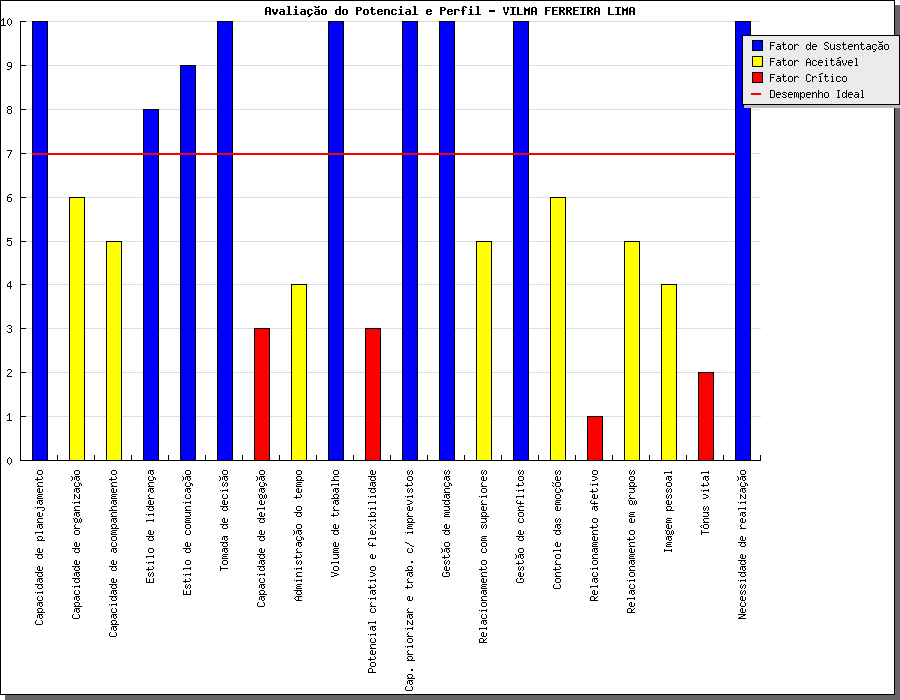 Avaliação do Potencial e Perfil - VILMA FERREIRA LIMA
Fator de Sustentação
Fator Aceitável
Fator Crítico
Desempenho Ideal
10
9
8
7
6
5
4
3
2
1
0
Capacidade de planejamento
Capacidade de organização
Capacidade de acompanhamento
Estilo de liderança
Estilo de comunicação
Tomada de decisão
Capacidade de delegação
Administração do tempo
Volume de trabalho
Potencial criativo e flexibilidade
Cap. priorizar e trab. c/ imprevistos
Gestão de mudanças
Relacionamento com superiores
Gestão de conflitos
Controle das emoções
Relacionamento afetivo
Relacionamento em grupos
Imagem pessoal
Tônus vital
Necessidade de realização